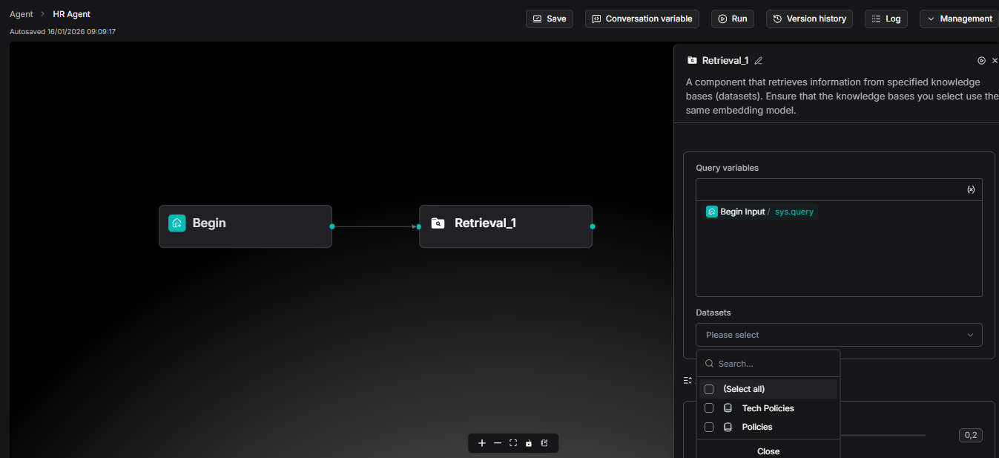 Agent > HR Agent
Autosaved 16/01/2026 09:09:17
Save
Conversation variable
Run
Version history
Log
Management
Begin
Retrieval_1
Retrieval_1
A component that retrieves information from specified knowledge
bases (datasets). Ensure that the knowledge bases you select use the
same embedding model.
Query variables
(x)
Begin Input / sys.query
Datasets
Please select
Search...
(Select all)
Tech Policies
Policies
0,2
Close